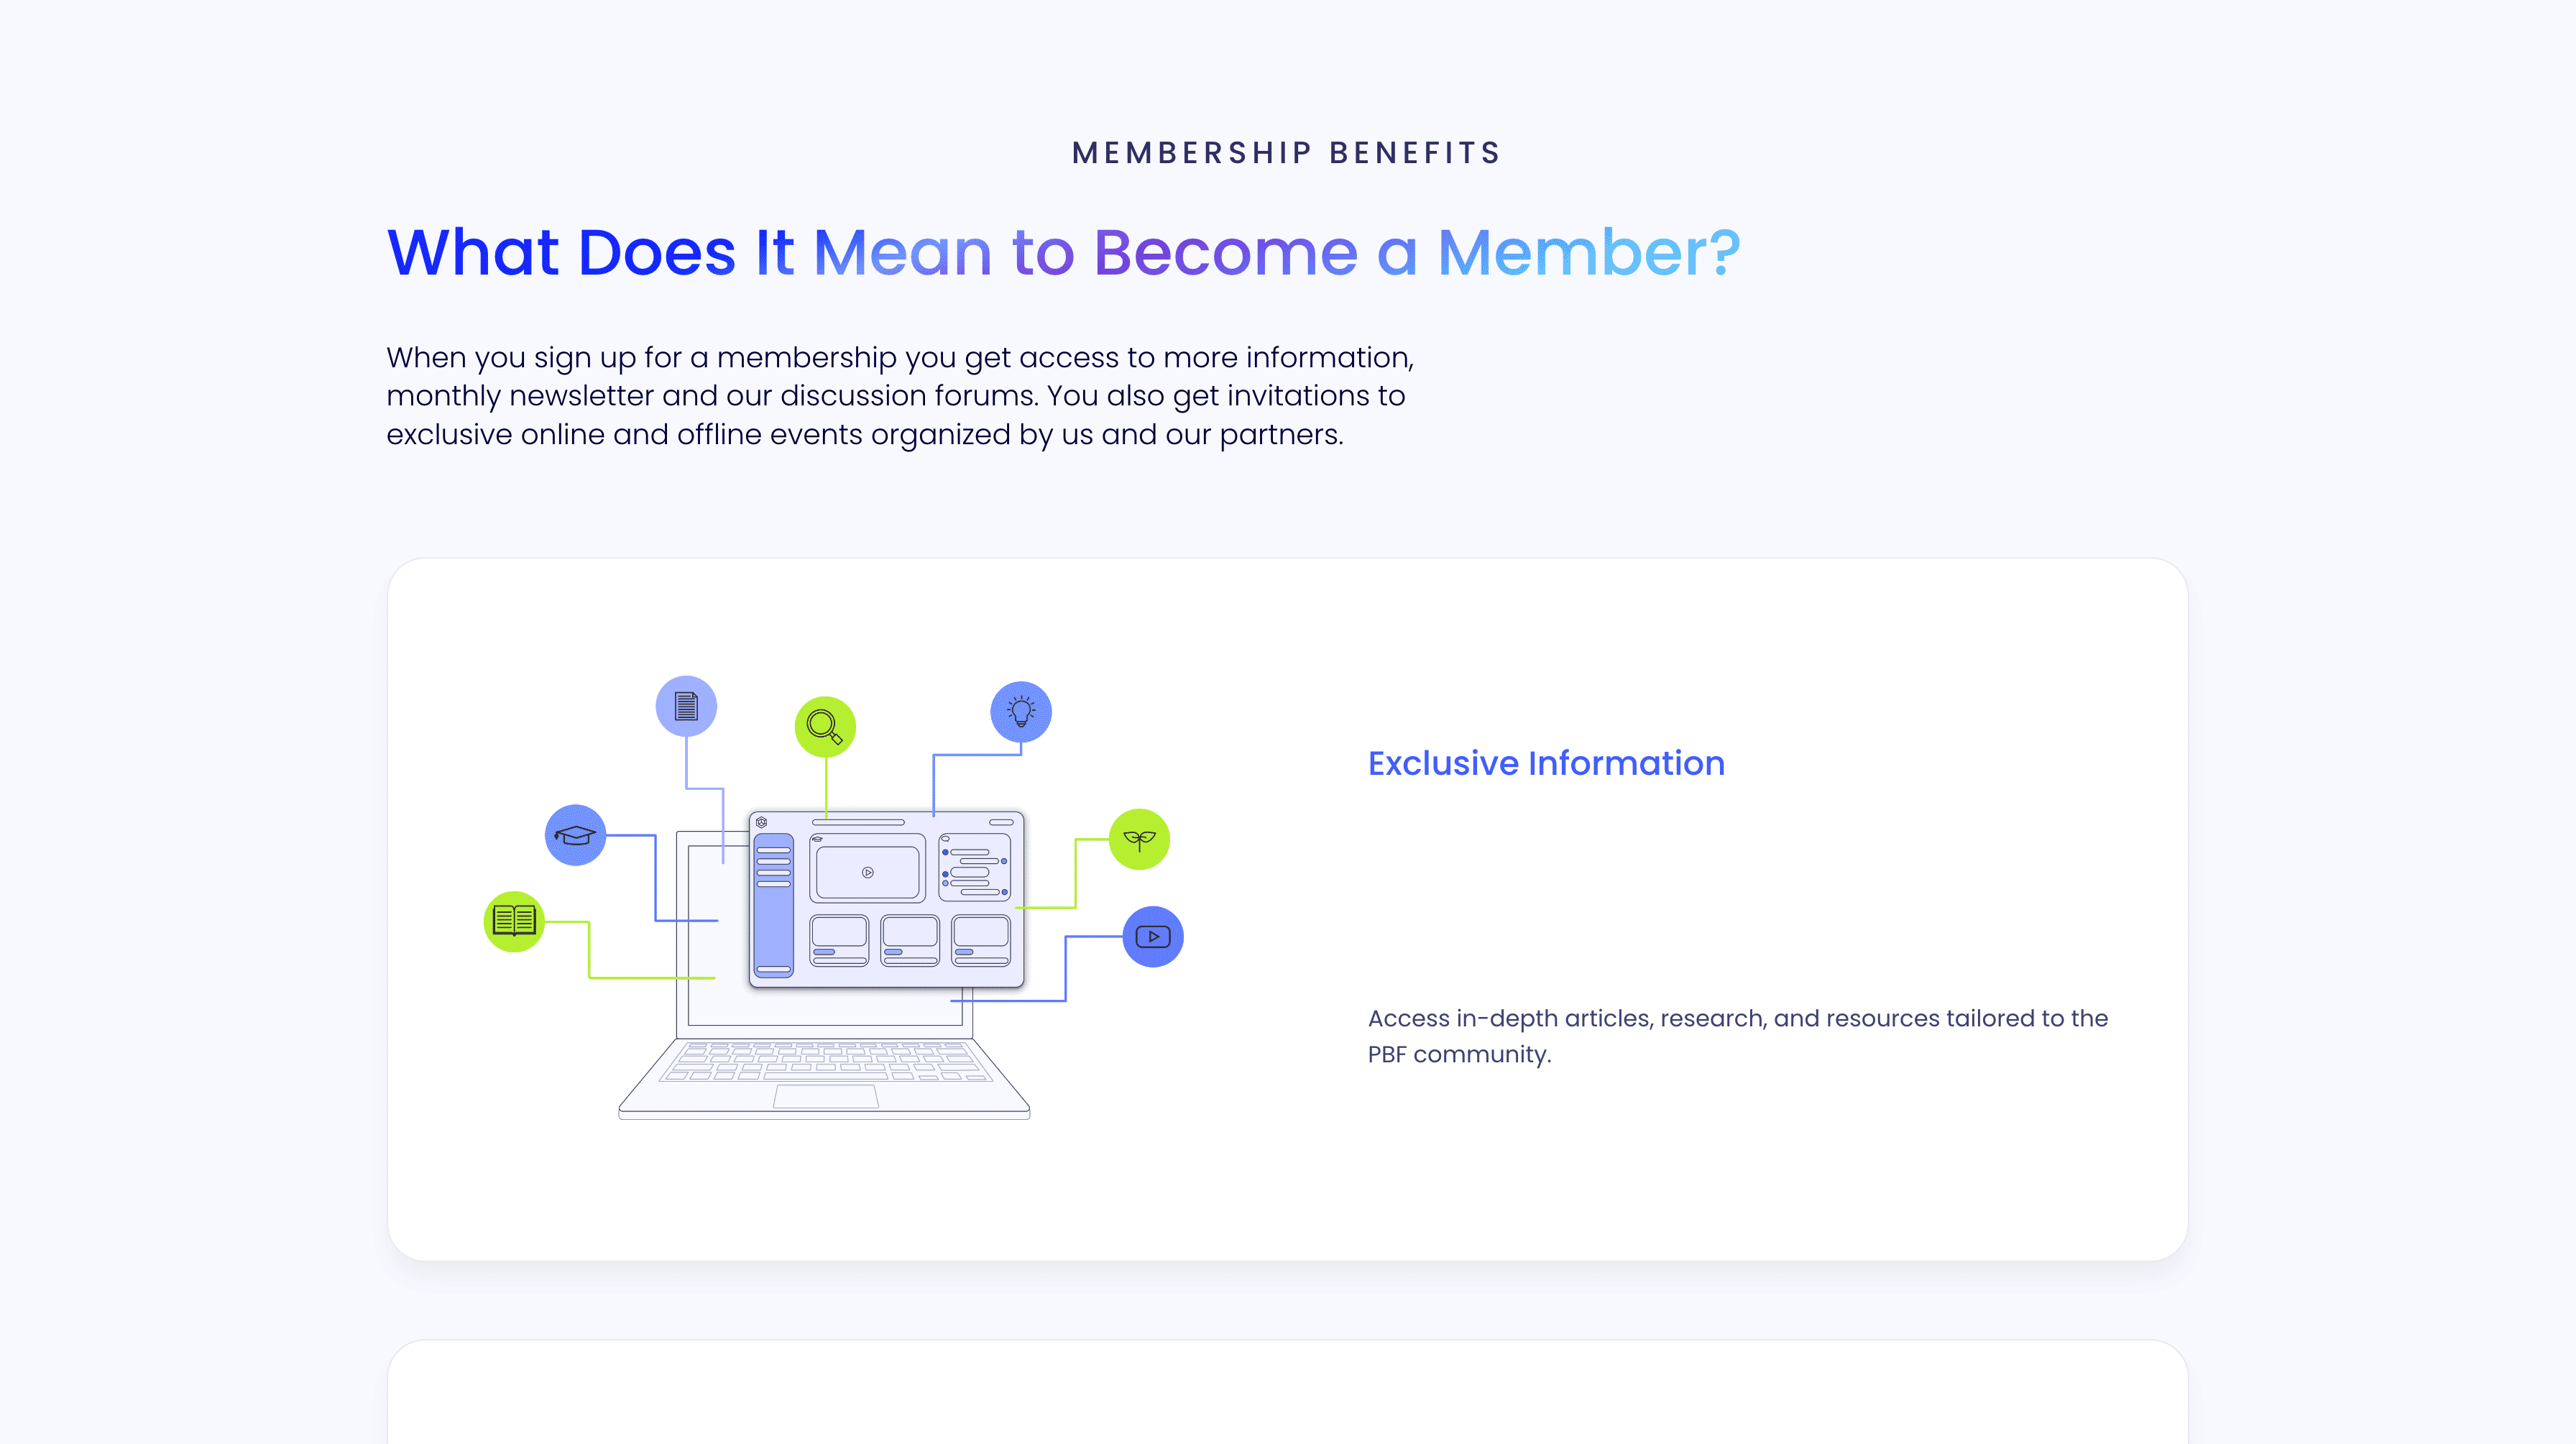 MEMBERSHIP BENEFITS
What Does It Mean to Become a Member?
When you sign up for a membership you get access to more information,
monthly newsletter and our discussion forums. You also get invitations to
exclusive online and offline events organized by us and our partners.
Exclusive Information
Access in-depth articles, research, and resources tailored to the
PBF community.